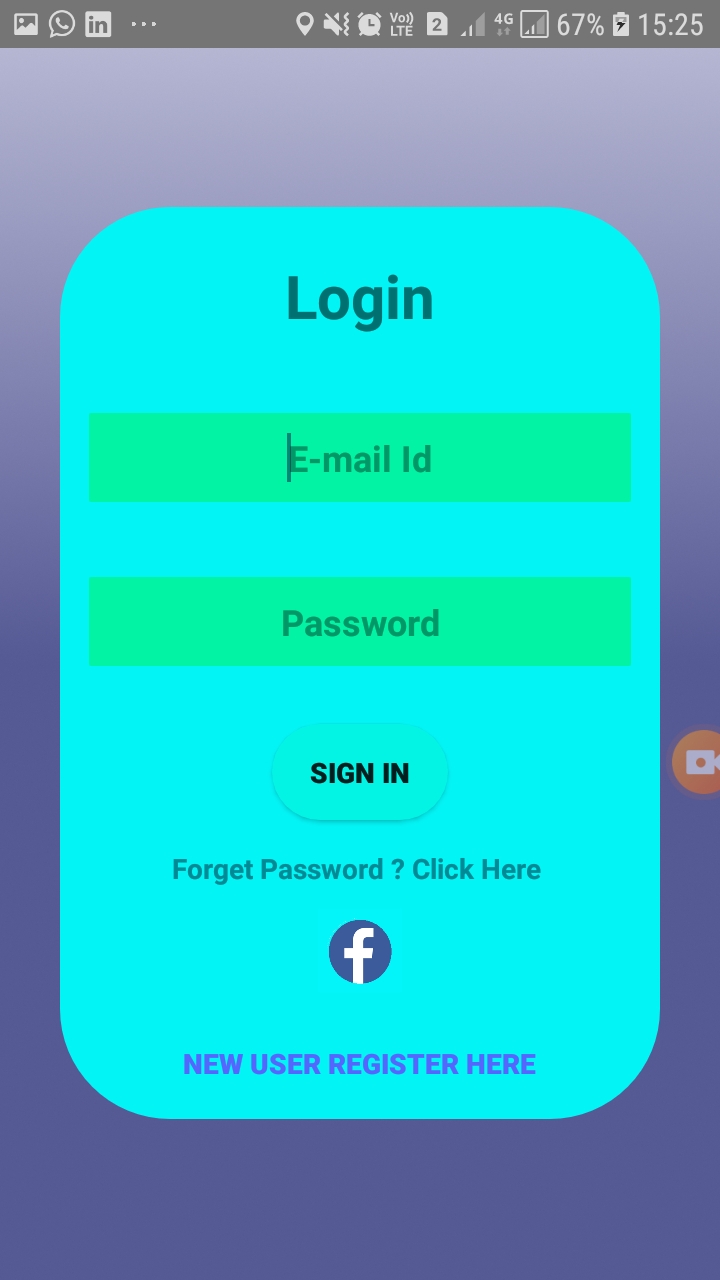 Vo)) LTE 2 4G 67% 15:25
Login
E-mail Id
Password
SIGN IN
Forget Password ? Click Here
NEW USER REGISTER HERE